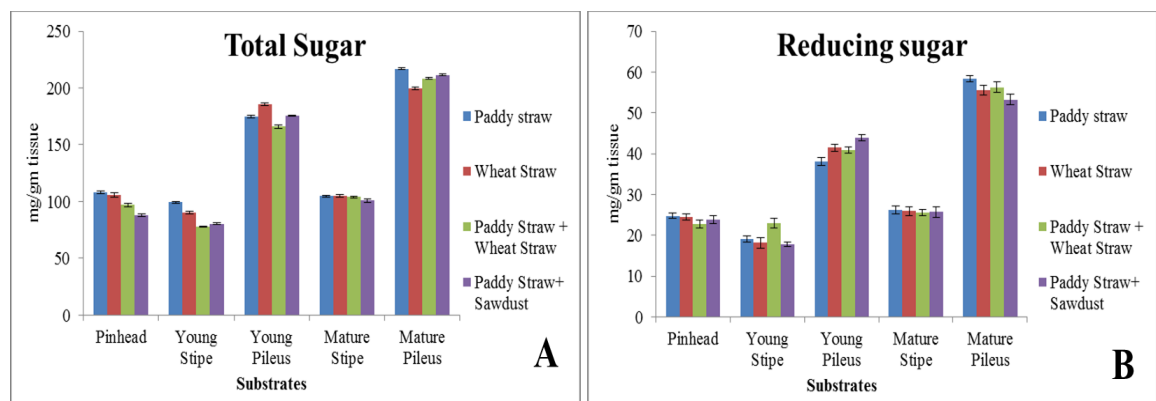 Total Sugar
250
200
150
100
50
0
mg/gm tissue
Pinhead
Young
Stipe
Young
Pileus
Mature
Stipe
Mature
Pileus
Substrates
Paddy straw
Wheat Straw
Paddy Straw +
Wheat Straw
Paddy Straw+
Sawdust
A
Reducing sugar
70
60
50
40
30
20
10
0
mg/gm tissue
Pinhead
Young
Stipe
Young
Pileus
Mature
Stipe
Mature
Pileus
Substrates
Paddy straw
Wheat Straw
Paddy Straw +
Wheat Straw
Paddy Straw+
Sawdust
B